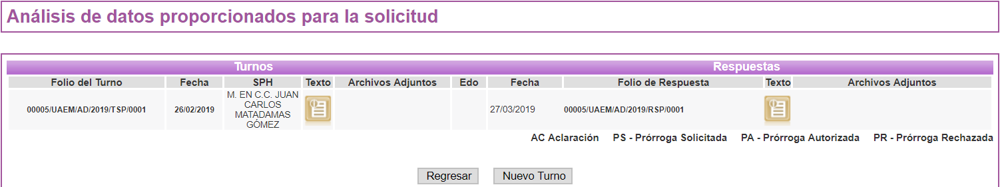 Análisis de datos proporcionados para la solicitud
Turnos Respuestas
Folio del Turno Fecha SPH Texto Archivos Adjuntos Edo Fecha Folio de Respuesta Texto Archivos Adjuntos
00005/UAEM/AD/2019/TSP/0001 26/02/2019 M. EN C.C. JUAN
CARLOS
MATADAMAS
GÓMEZ
27/03/2019 00005/UAEM/AD/2019/RSP/0001
AC Aclaración PS - Prórroga Solicitada PA - Prórroga Autorizada PR - Prórroga Rechazada
Regresar Nuevo Turno